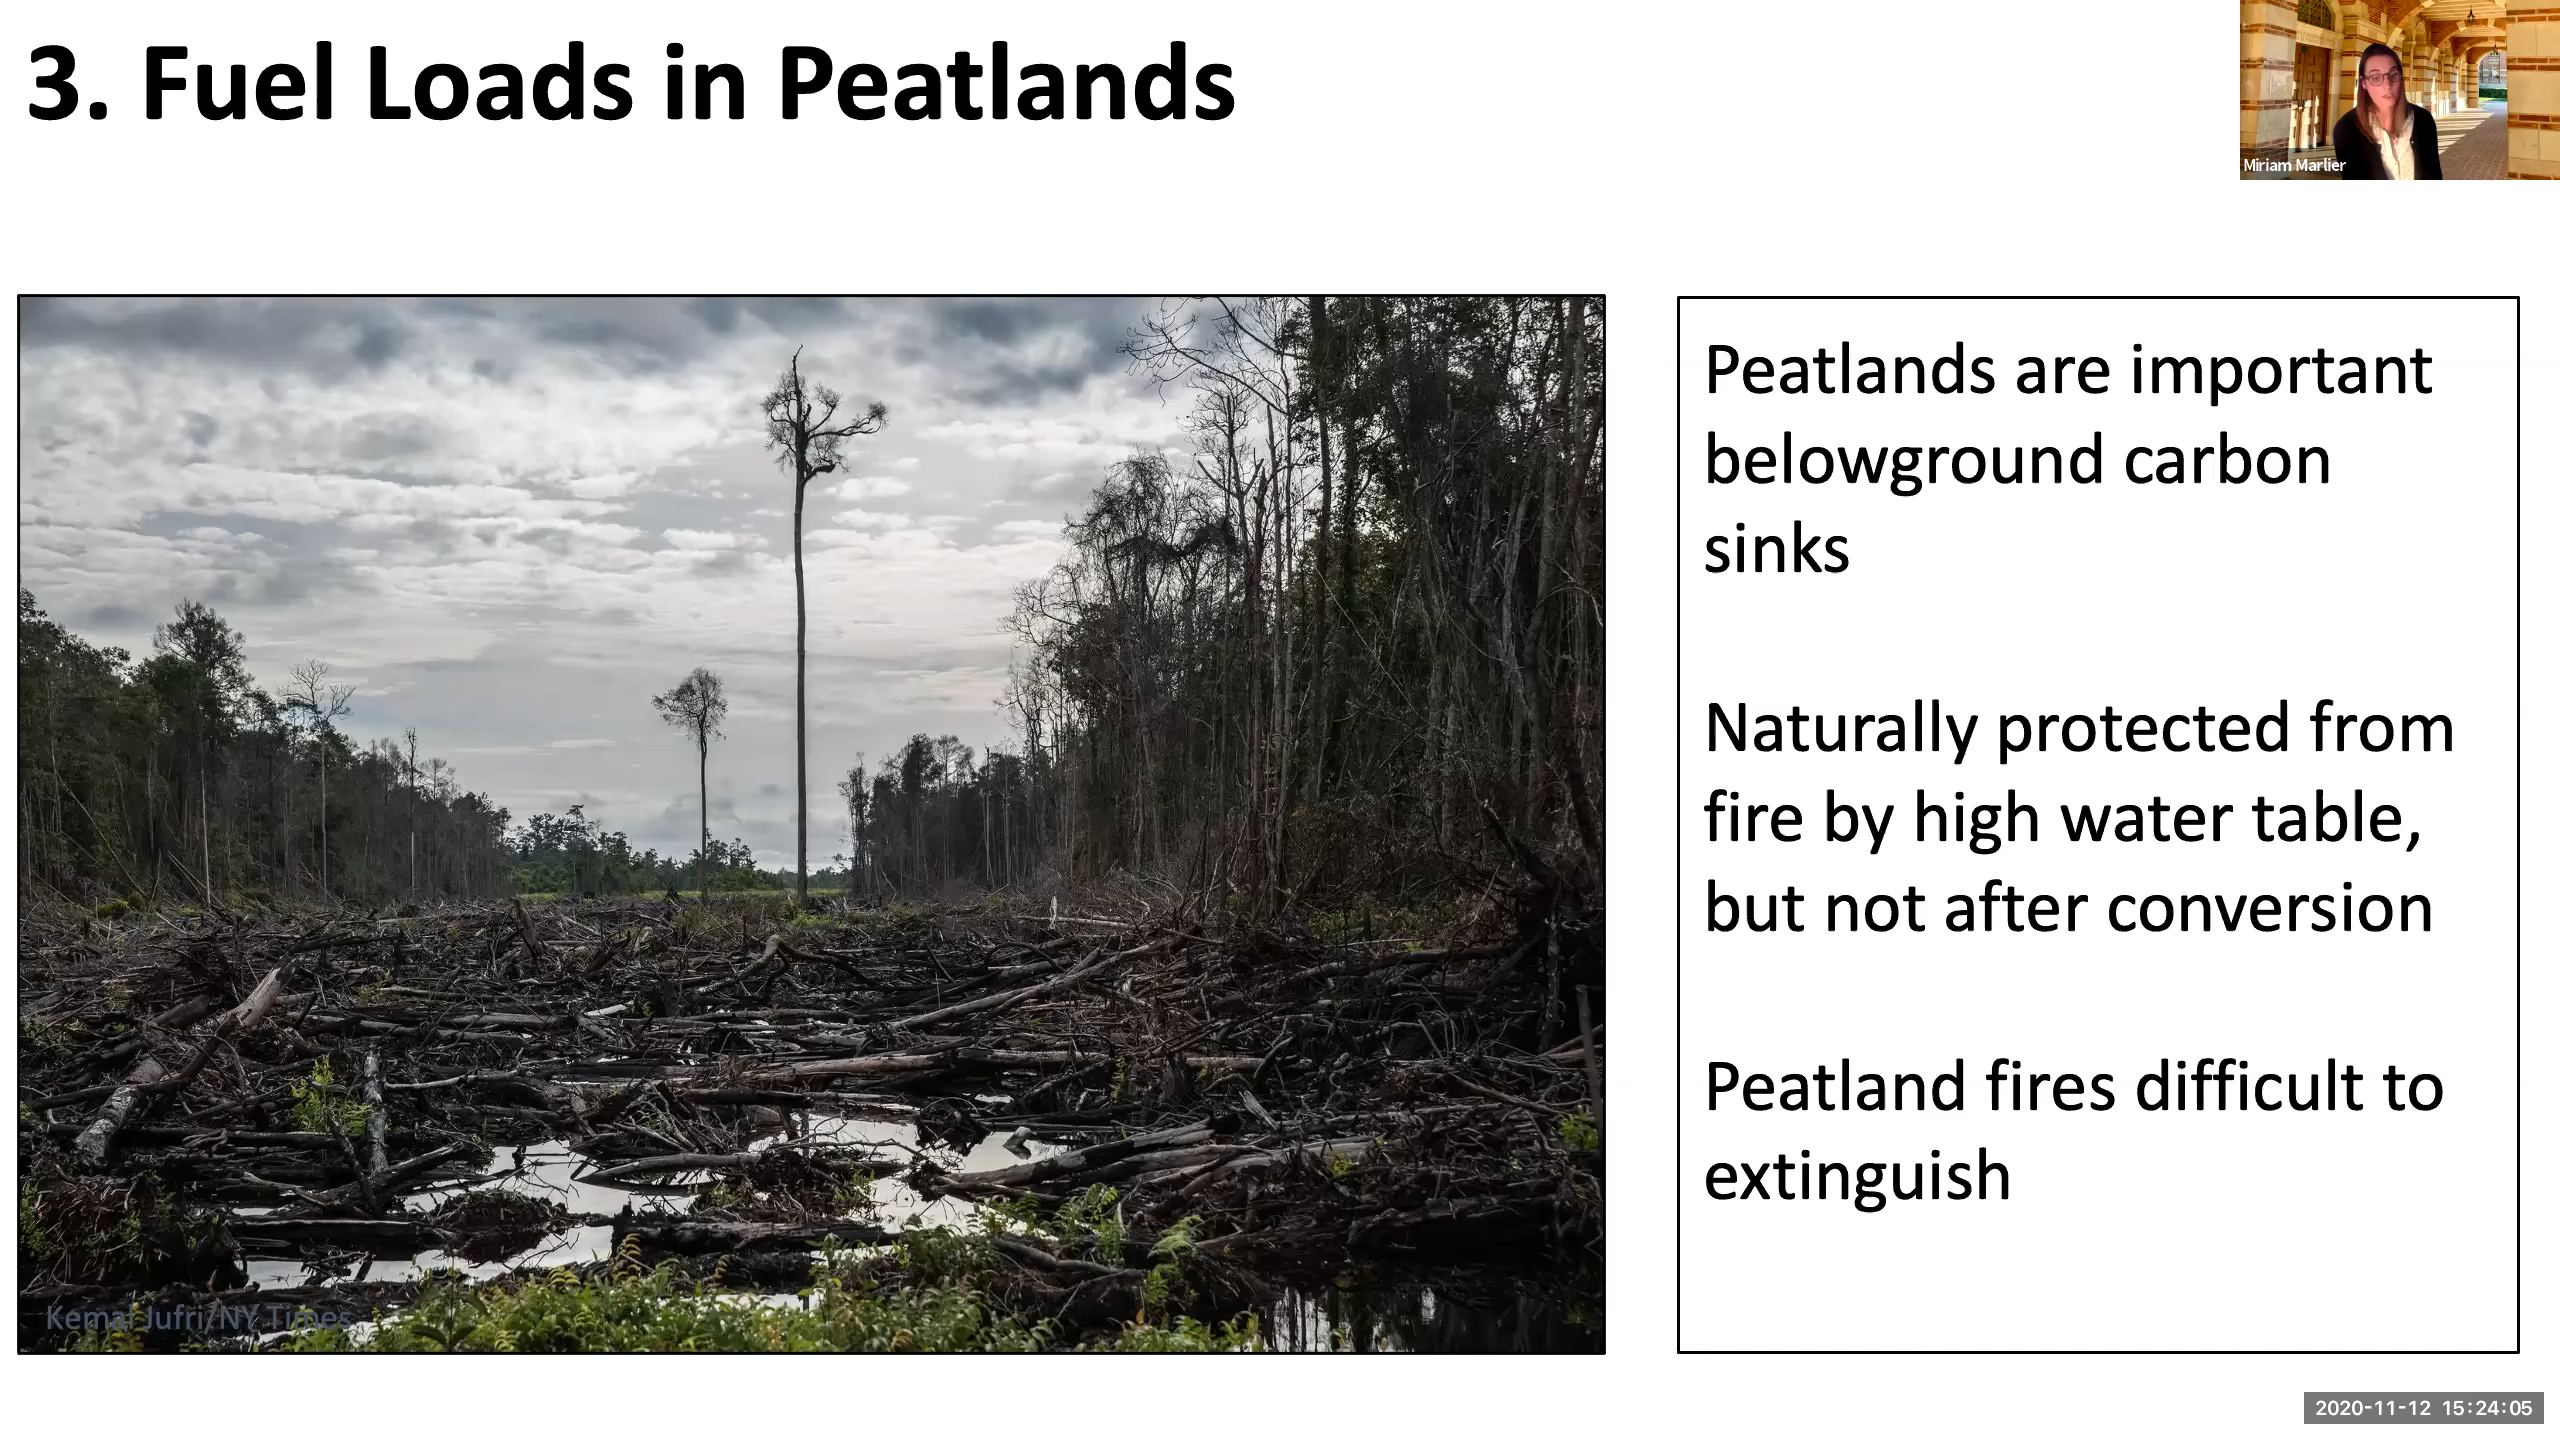 3. Fuel Loads in Peatlands
Miriam Marlier
Peatlands are important
belowground carbon
sinks
Naturally protected from
fire by high water table,
but not after conversion
Peatland fires difficult to
extinguish
Kemal Jufri/NY Times
2020-11-12 15:24:05